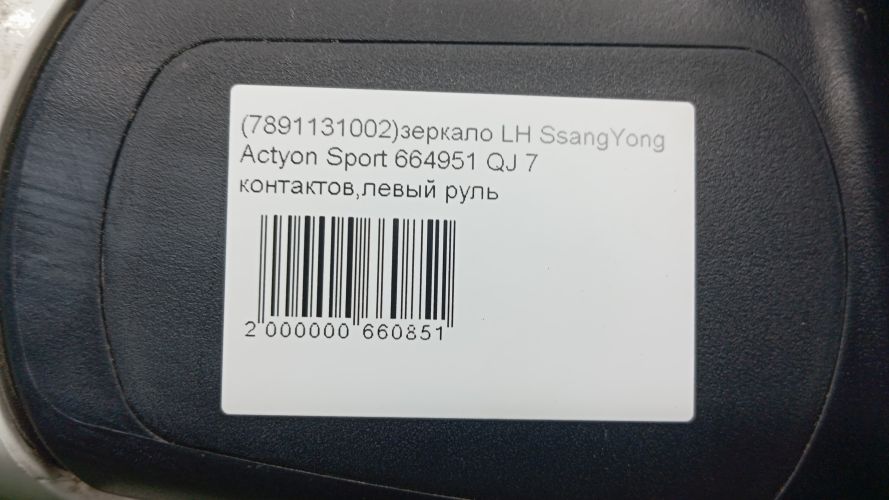 (7891131002)зеркало LH SsangYong
Actyon Sport 664951 QJ 7
контактов,левый руль
2 000000 660851